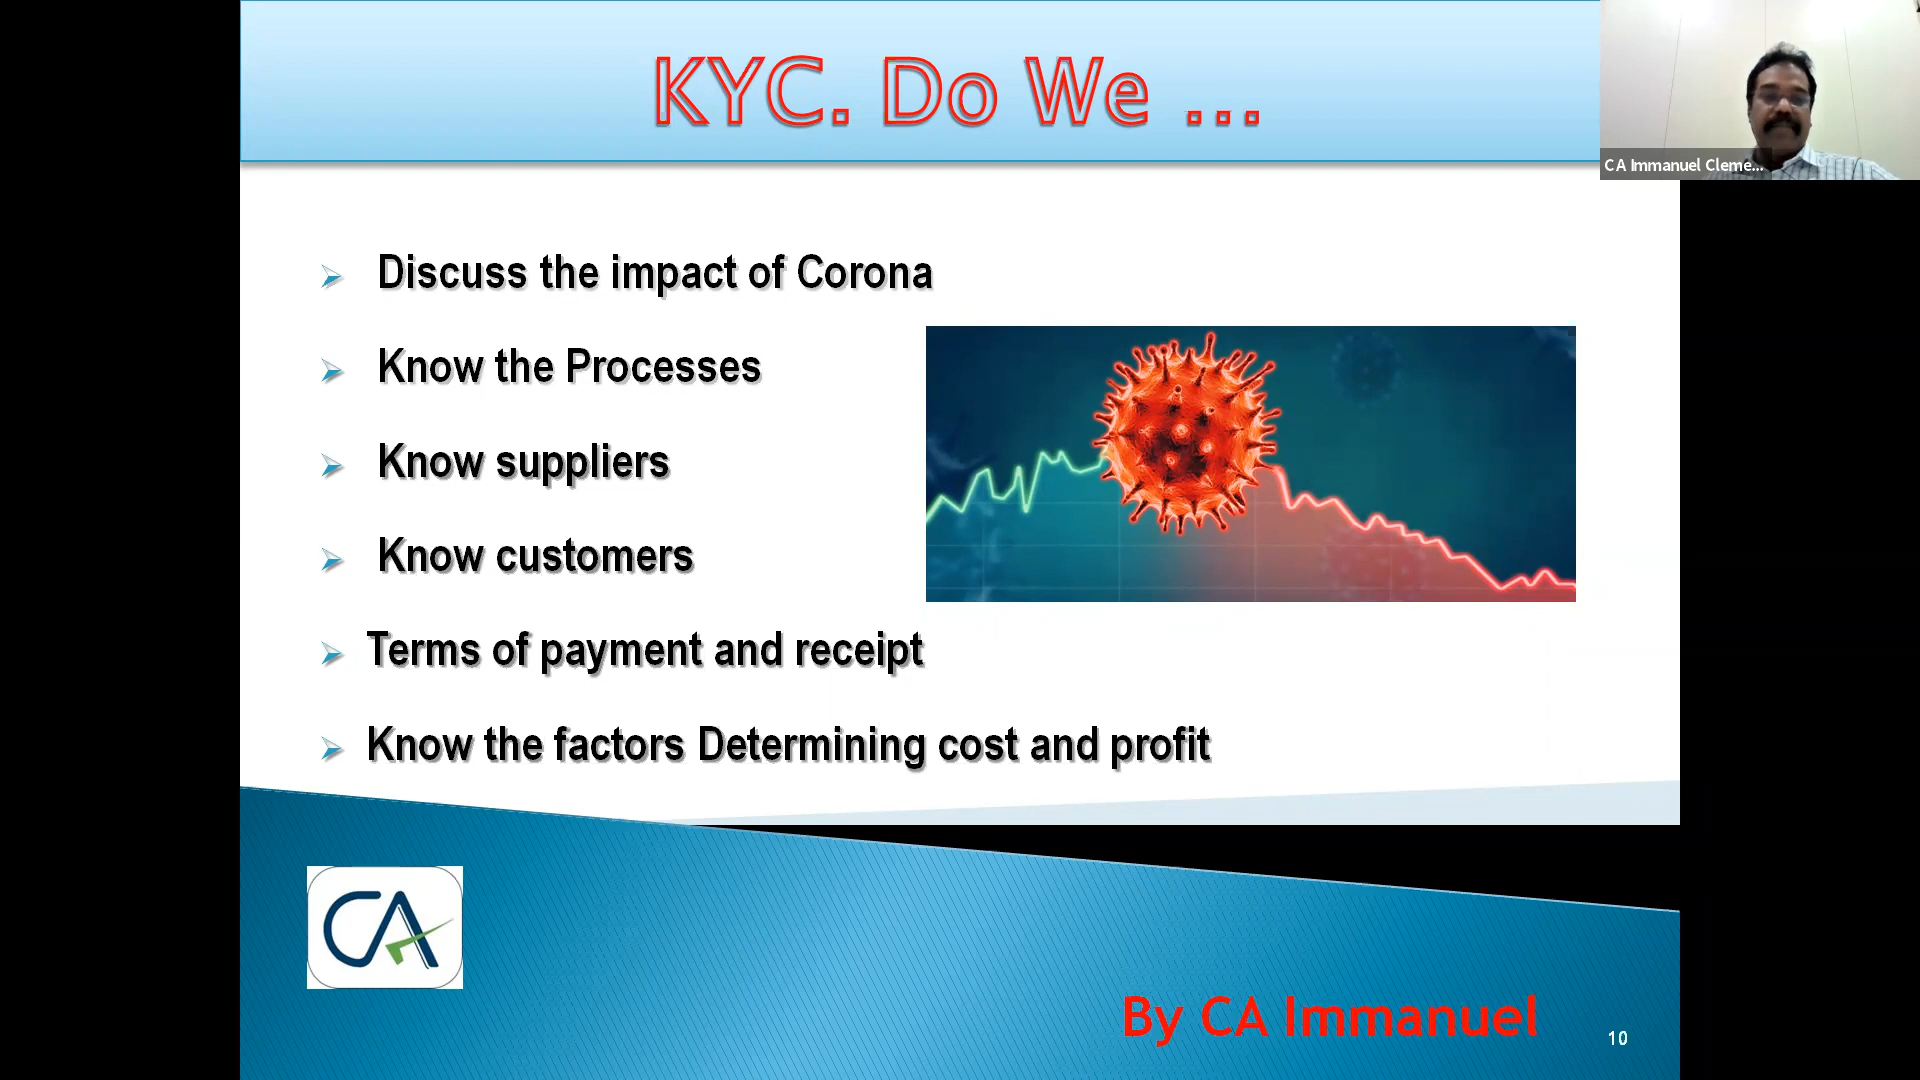 KYC. Do We ...
CA Immanuel Cleme...
Discuss the impact of Corona
Know the Processes
Know suppliers
Know customers
Terms of payment and receipt
Know the factors Determining cost and profit
CA
By CA Immanuel
10